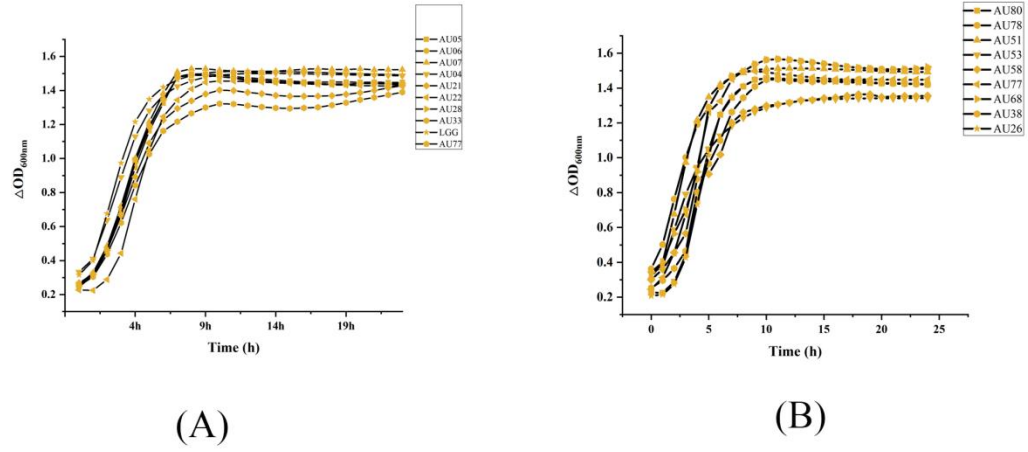 AU05
AU06
AU07
AU04
AU21
AU22
AU28
AU33
LGG
AU77
1.6
1.4
1.2
1.0
0.8
0.6
0.4
0.2
△OD600nm
4h
9h
14h
19h
Time (h)
(A)
AU80
AU78
AU51
AU53
AU58
AU77
AU68
AU38
AU26
1.6
1.4
1.2
1.0
0.8
0.6
0.4
0.2
△OD600nm
0
5
10
15
20
25
Time (h)
(B)